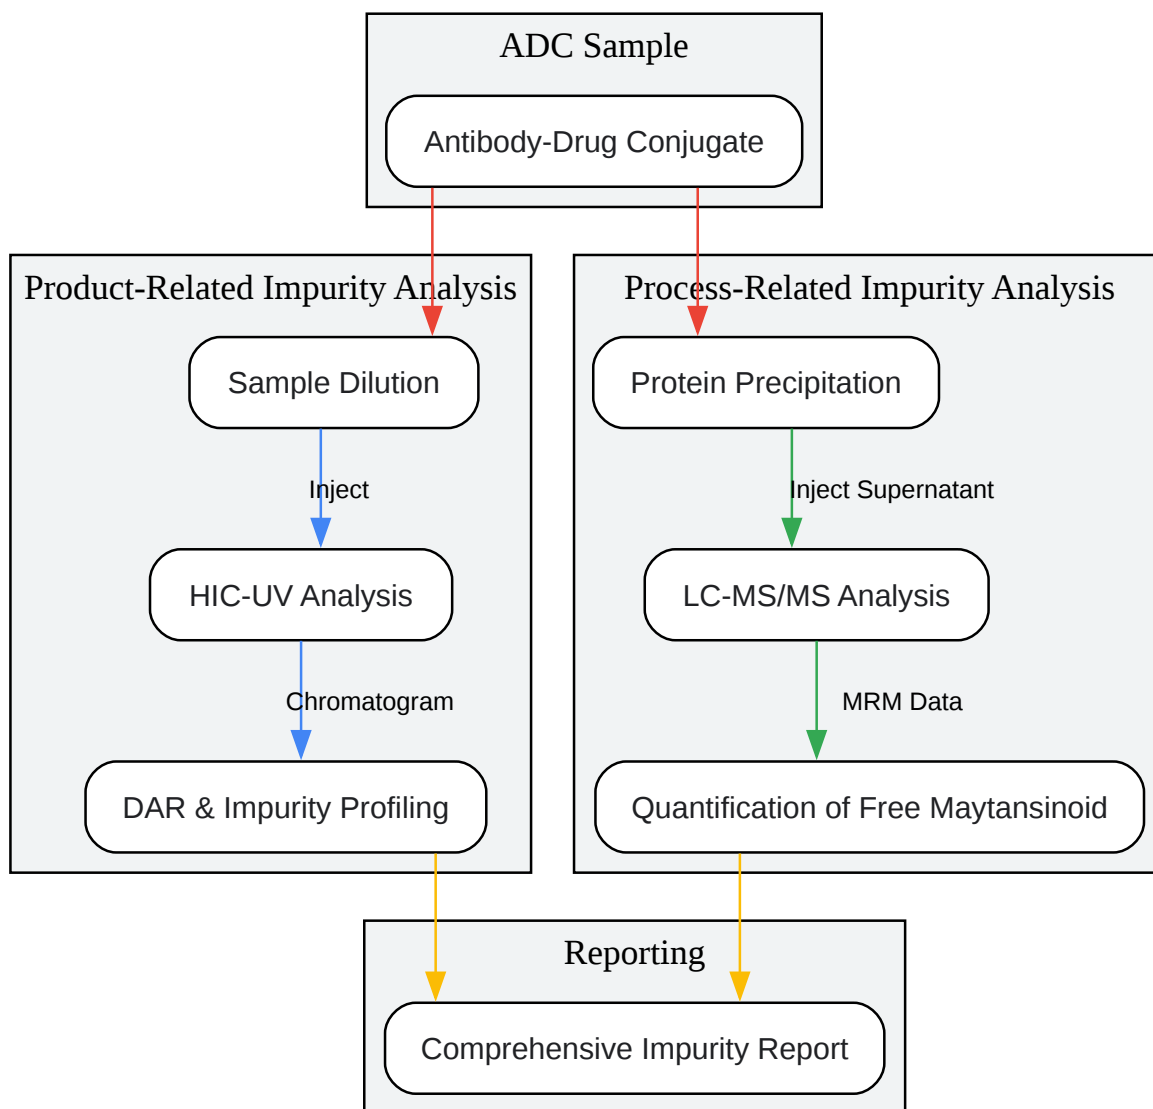 ADC Sample
Antibody-Drug Conjugate
Product-Related Impurity Analysis
Process-Related Impurity Analysis
Sample Dilution
Protein Precipitation
Inject
Inject Supernatant
HIC-UV Analysis
LC-MS/MS Analysis
Chromatogram
MRM Data
DAR & Impurity Profiling
Quantification of Free Maytansinoid
Reporting
Comprehensive Impurity Report